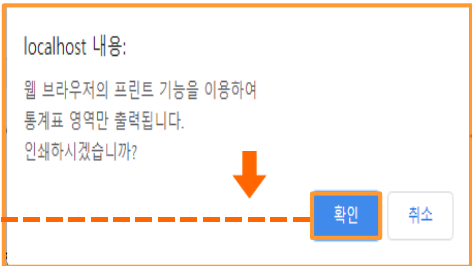 localhost 내용:
웹 브라우저의 프린트 기능을 이용하여
통계표 영역만 출력됩니다.
인쇄하시겠습니까?
확인 취소